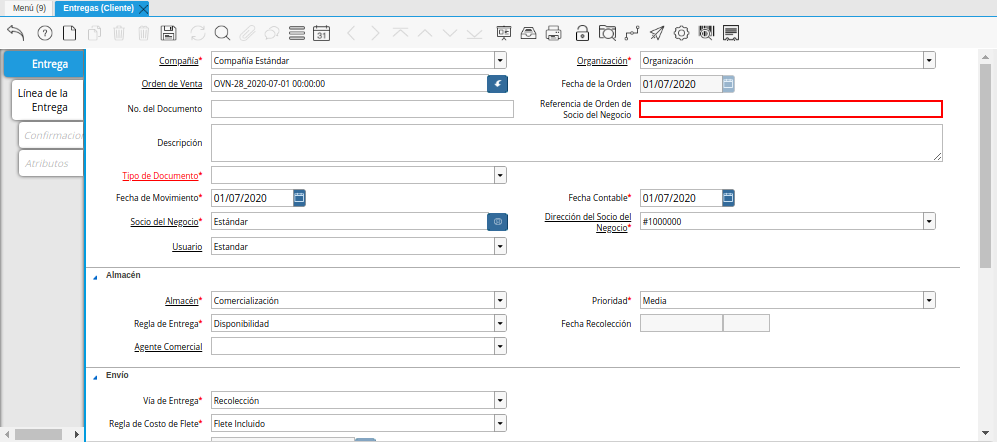 Menú (9) Entregas (Cliente)
31
Entrega
Línea de la
Entrega
Confirmacion
Atributos
Compañía* Compañía Estándar Organización* Organización
Orden de Venta OVN-28_2020-07-01 00:00:00 Fecha de la Orden 01/07/2020
No. del Documento Referencia de Orden de
Socio del Negocio
Descripción
Tipo de Documento*
Fecha de Movimiento* 01/07/2020 Fecha Contable* 01/07/2020
Socio del Negocio* Estándar Dirección del Socio del
Negocio* #1000000
Usuario Estandar
Almacén
Almacén* Comercialización Prioridad* Media
Regla de Entrega* Disponibilidad Fecha Recolección
Agente Comercial
Envío
Vía de Entrega* Recolección
Regla de Costo de Flete* Flete Incluido